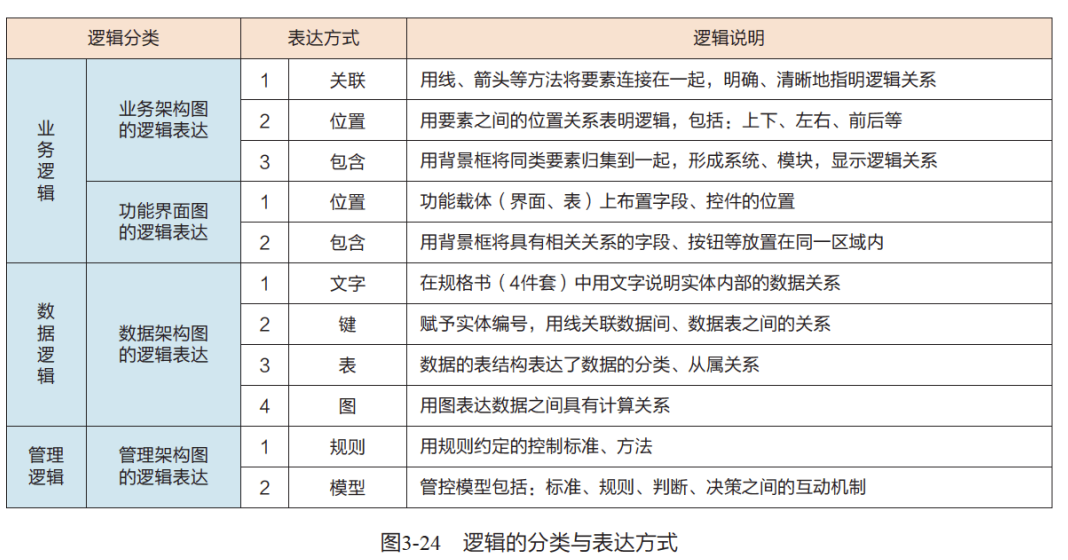 逻辑分类 表达方式 逻辑说明
业务逻辑
业务架构图
的逻辑表达
1 关联 用线、箭头等方法将要素连接在一起，明确、清晰地指明逻辑关系
2 位置 用要素之间的位置关系表明逻辑，包括：上下、左右、前后等
3 包含 用背景框将同类要素归集到一起，形成系统、模块，显示逻辑关系
功能界面图
的逻辑表达
1 位置 功能载体（界面、表）上布置字段、控件的位置
2 包含 用背景框将具有相关关系的字段、按钮等放置在同一区域内
数据逻辑
数据架构图
的逻辑表达
1 文字 在规格书（4件套）中用文字说明实体内部的数据关系
2 键 赋予实体编号，用线关联数据间、数据表之间的关系
3 表 数据的表结构表达了数据的分类、从属关系
4 图 用图表达数据之间具有计算关系
管理
逻辑
管理架构图
的逻辑表达
1 规则 用规则约定的控制标准、方法
2 模型 管控模型包括：标准、规则、判断、决策之间的互动机制
图3-24 逻辑的分类与表达方式